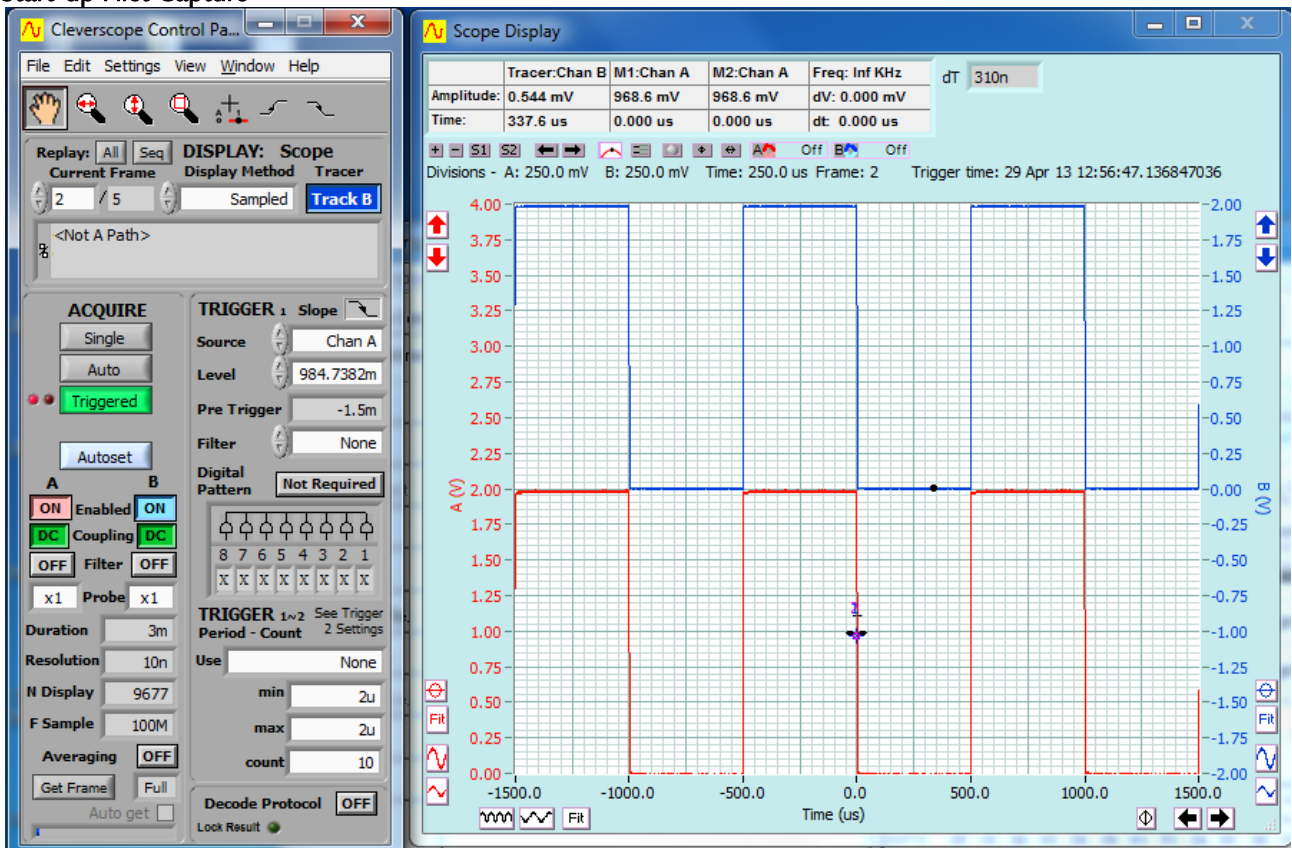 Start-up Pilot Capture
Cleverscope Control Pa...
File Edit Settings View Window Help
Replay: All Seq DISPLAY: Scope
Current Frame Display Method Tracer
2 / 5 Sampled Track B
<Not A Path>
ACQUIRE
Single
Auto
Triggered
Autoset
A B
ON Enabled ON
DC Coupling DC
OFF Filter OFF
x1 Probe x1
Duration 3m
Resolution 10n
N Display 9677
F Sample 100M
Averaging OFF
Get Frame Full
Auto get
TRIGGER 1 Slope
Source Chan A
Level 984.7382m
Pre Trigger -1.5m
Filter None
Digital
Pattern Not Required
8 7 6 5 4 3 2 1
X X X X X X X X
TRIGGER 1~2 See Trigger
Period - Count 2 Settings
Use None
min 2u
max 2u
count 10
Decode Protocol OFF
Lock Result
Scope Display
Tracer:Chan B M1:Chan A M2:Chan A Freq: Inf KHz
Amplitude: 0.544 mV 968.6 mV 968.6 mV dV: 0.000 mV
Time: 337.6 us 0.000 us 0.000 us dt: 0.000 us
dT 310n
S1 S2 A Off B Off
Divisions - A: 250.0 mV B: 250.0 mV Time: 250.0 us Frame: 2 Trigger time: 29 Apr 13 12:56:47.136847036
4.00
3.75
3.50
3.25
3.00
2.75
2.50
2.25
2.00
1.75
1.50
1.25
1.00
0.75
0.50
0.25
0.00
A (V)
Fit
1
-2.00
-1.75
-1.50
-1.25
-1.00
-0.75
-0.50
-0.25
-0.00
-0.25
-0.50
-0.75
-1.00
-1.25
-1.50
-1.75
-2.00
B (V)
Fit
-1500.0 -1000.0 -500.0 0.0 500.0 1000.0 1500.0
Fit Time (us)